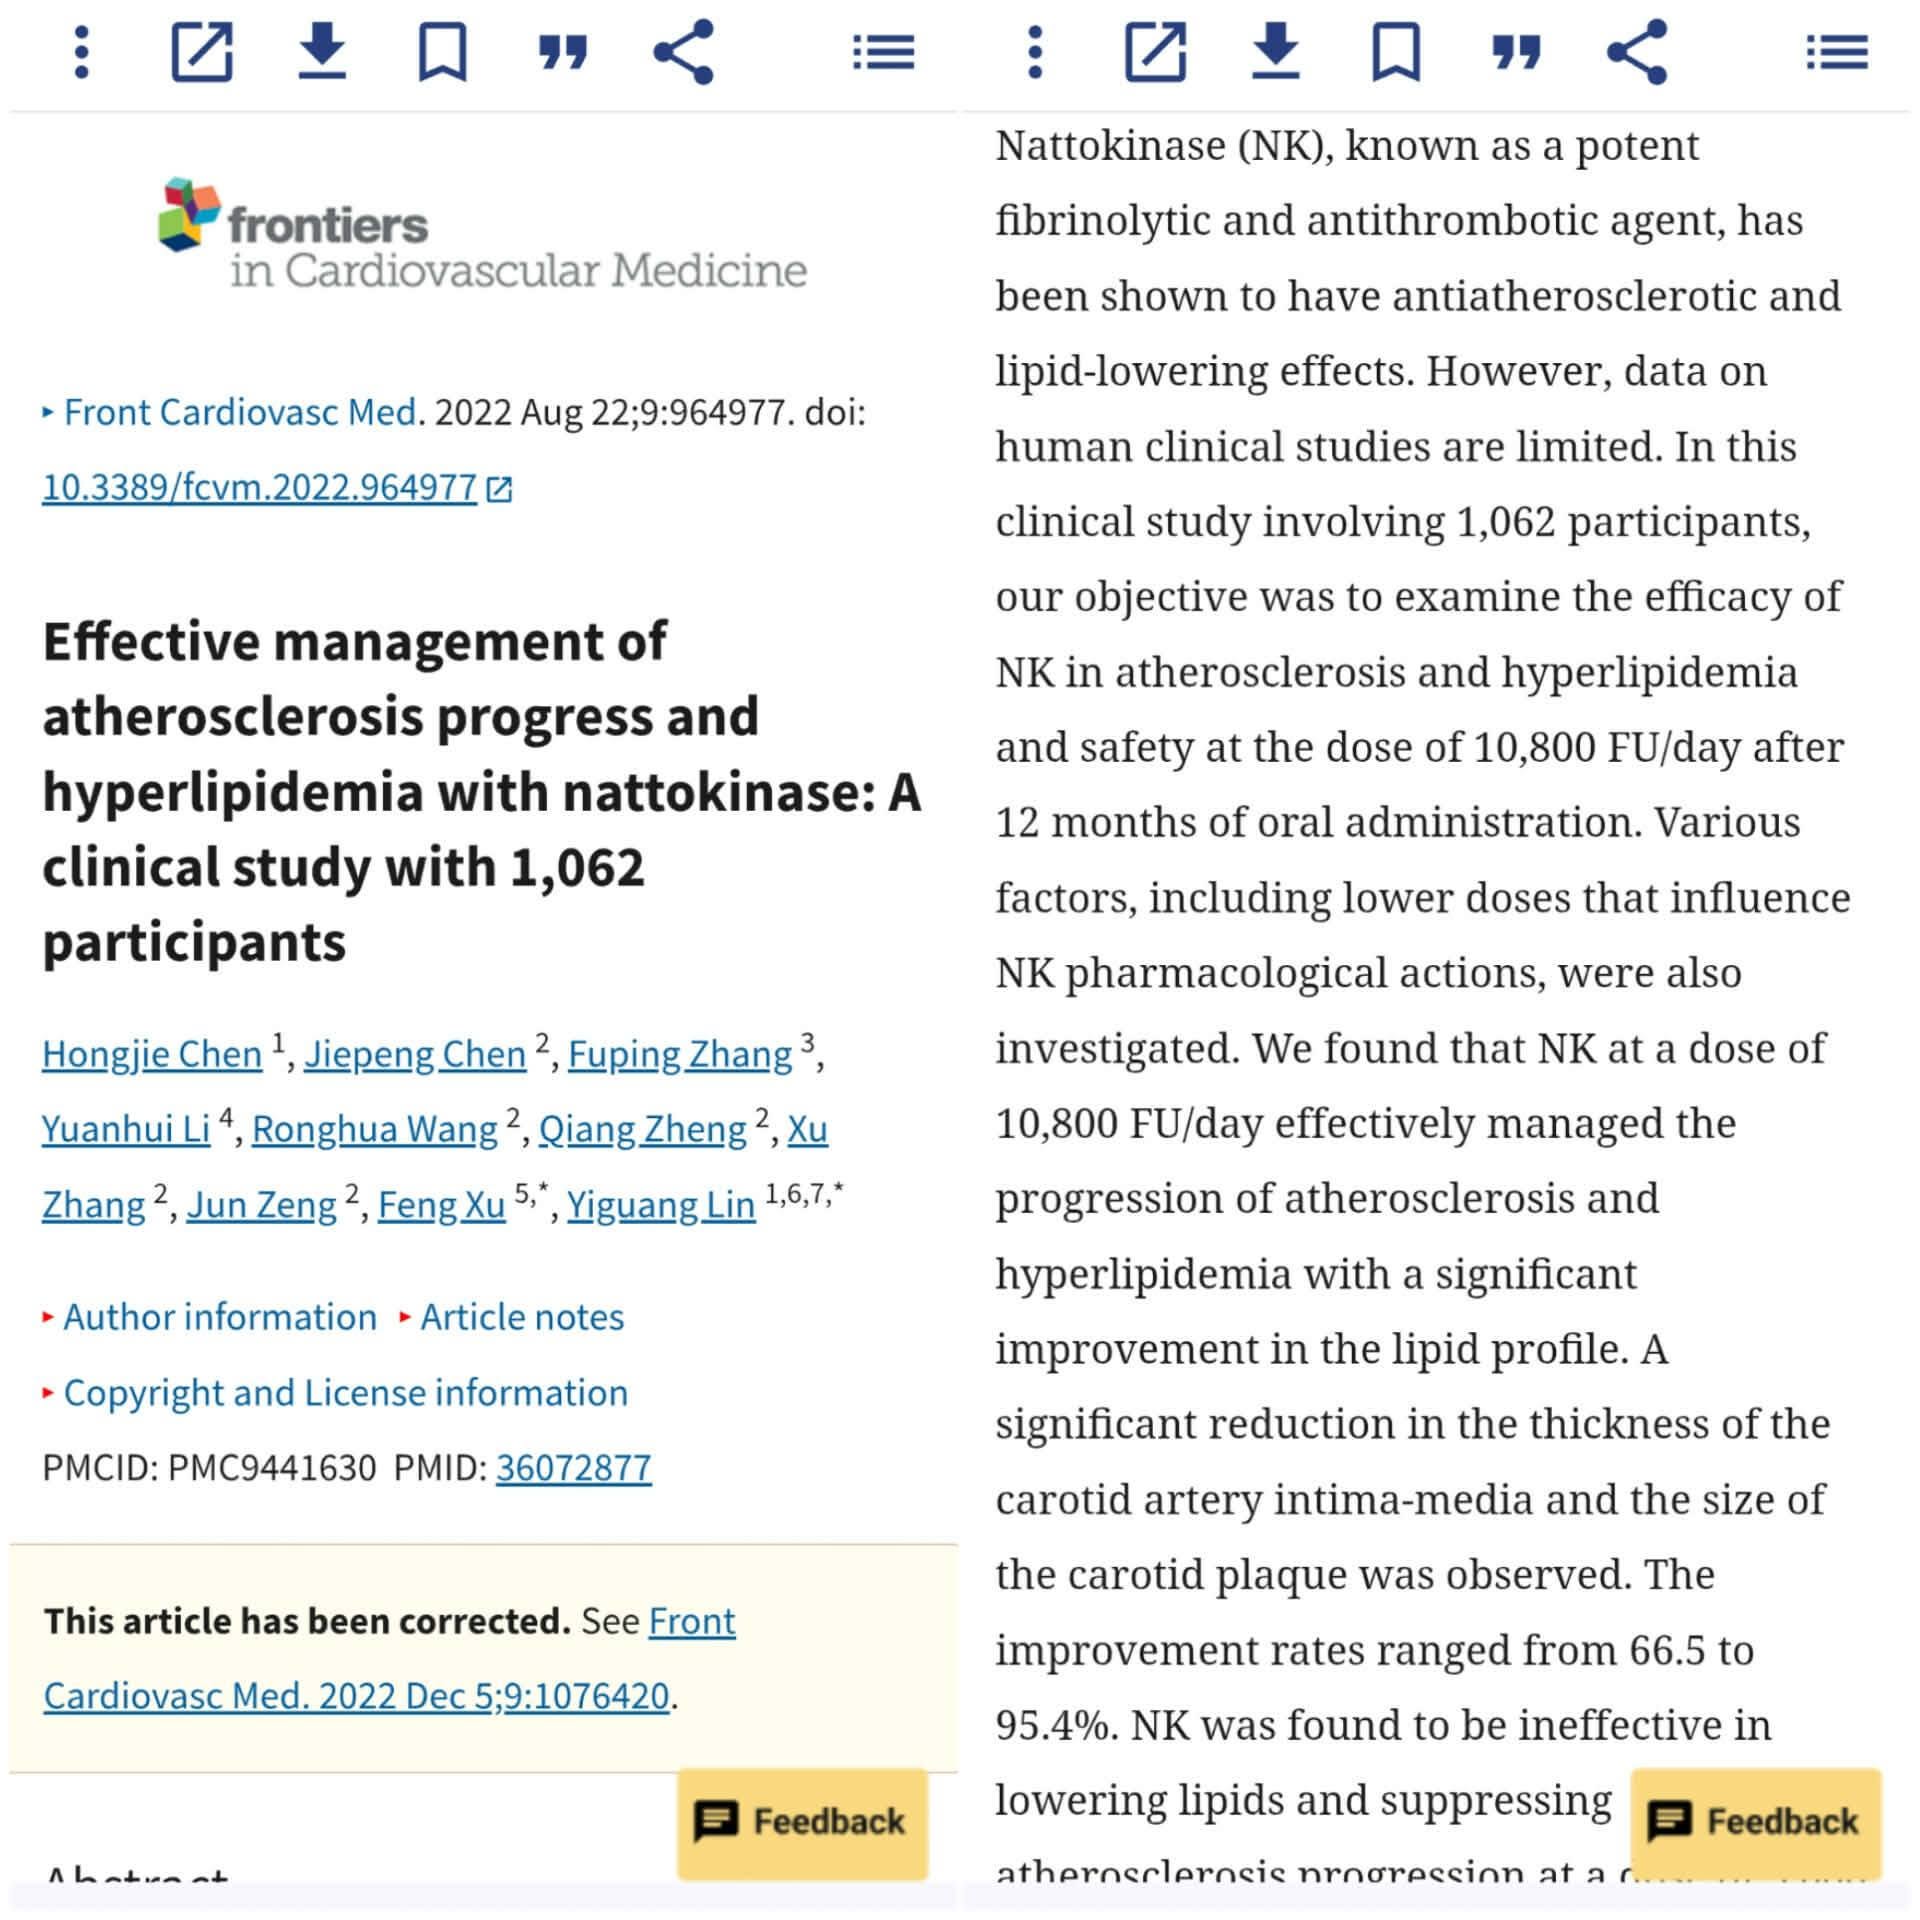 frontiers
in Cardiovascular Medicine
‣ Front Cardiovasc Med. 2022 Aug 22;9:964977. doi:
10.3389/fcvm.2022.964977
Effective management of
atherosclerosis progress and
hyperlipidemia with nattokinase: A
clinical study with 1,062
participants
Hongjie Chen 1, Jiepeng Chen 2, Fuping Zhang 3,
Yuanhui Li 4, Ronghua Wang 2, Qiang Zheng 2, Xu
Zhang 2, Jun Zeng 2, Feng Xu 5,*, Yiguang Lin 1,6,7,*
‣ Author information ‣ Article notes
‣ Copyright and License information
PMCID: PMC9441630 PMID: 36072877
This article has been corrected. See Front
Cardiovasc Med. 2022 Dec 5;9:1076420.
Feedback
Abstract
Nattokinase (NK), known as a potent
fibrinolytic and antithrombotic agent, has
been shown to have antiatherosclerotic and
lipid-lowering effects. However, data on
human clinical studies are limited. In this
clinical study involving 1,062 participants,
our objective was to examine the efficacy of
NK in atherosclerosis and hyperlipidemia
and safety at the dose of 10,800 FU/day after
12 months of oral administration. Various
factors, including lower doses that influence
NK pharmacological actions, were also
investigated. We found that NK at a dose of
10,800 FU/day effectively managed the
progression of atherosclerosis and
hyperlipidemia with a significant
improvement in the lipid profile. A
significant reduction in the thickness of the
carotid artery intima-media and the size of
the carotid plaque was observed. The
improvement rates ranged from 66.5 to
95.4%. NK was found to be ineffective in
lowering lipids and suppressing
atherosclerosis progression at a
Feedback